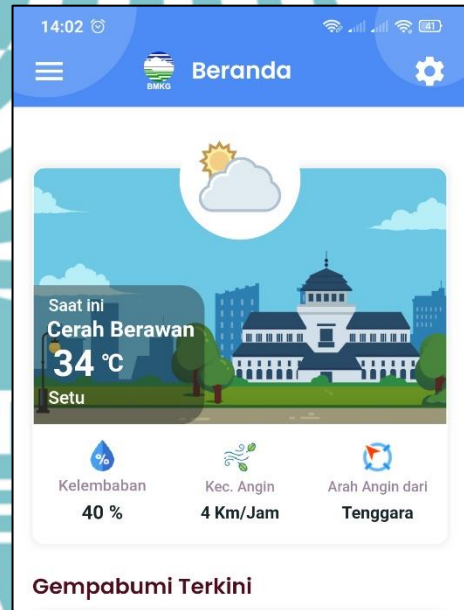 14:02
41
BMKG
Beranda
Saat ini
Cerah Berawan
34 °C
Setu
%
Kelembaban
40 %
Kec. Angin
4 Km/Jam
Arah Angin dari
Tenggara
Gempabumi Terkini